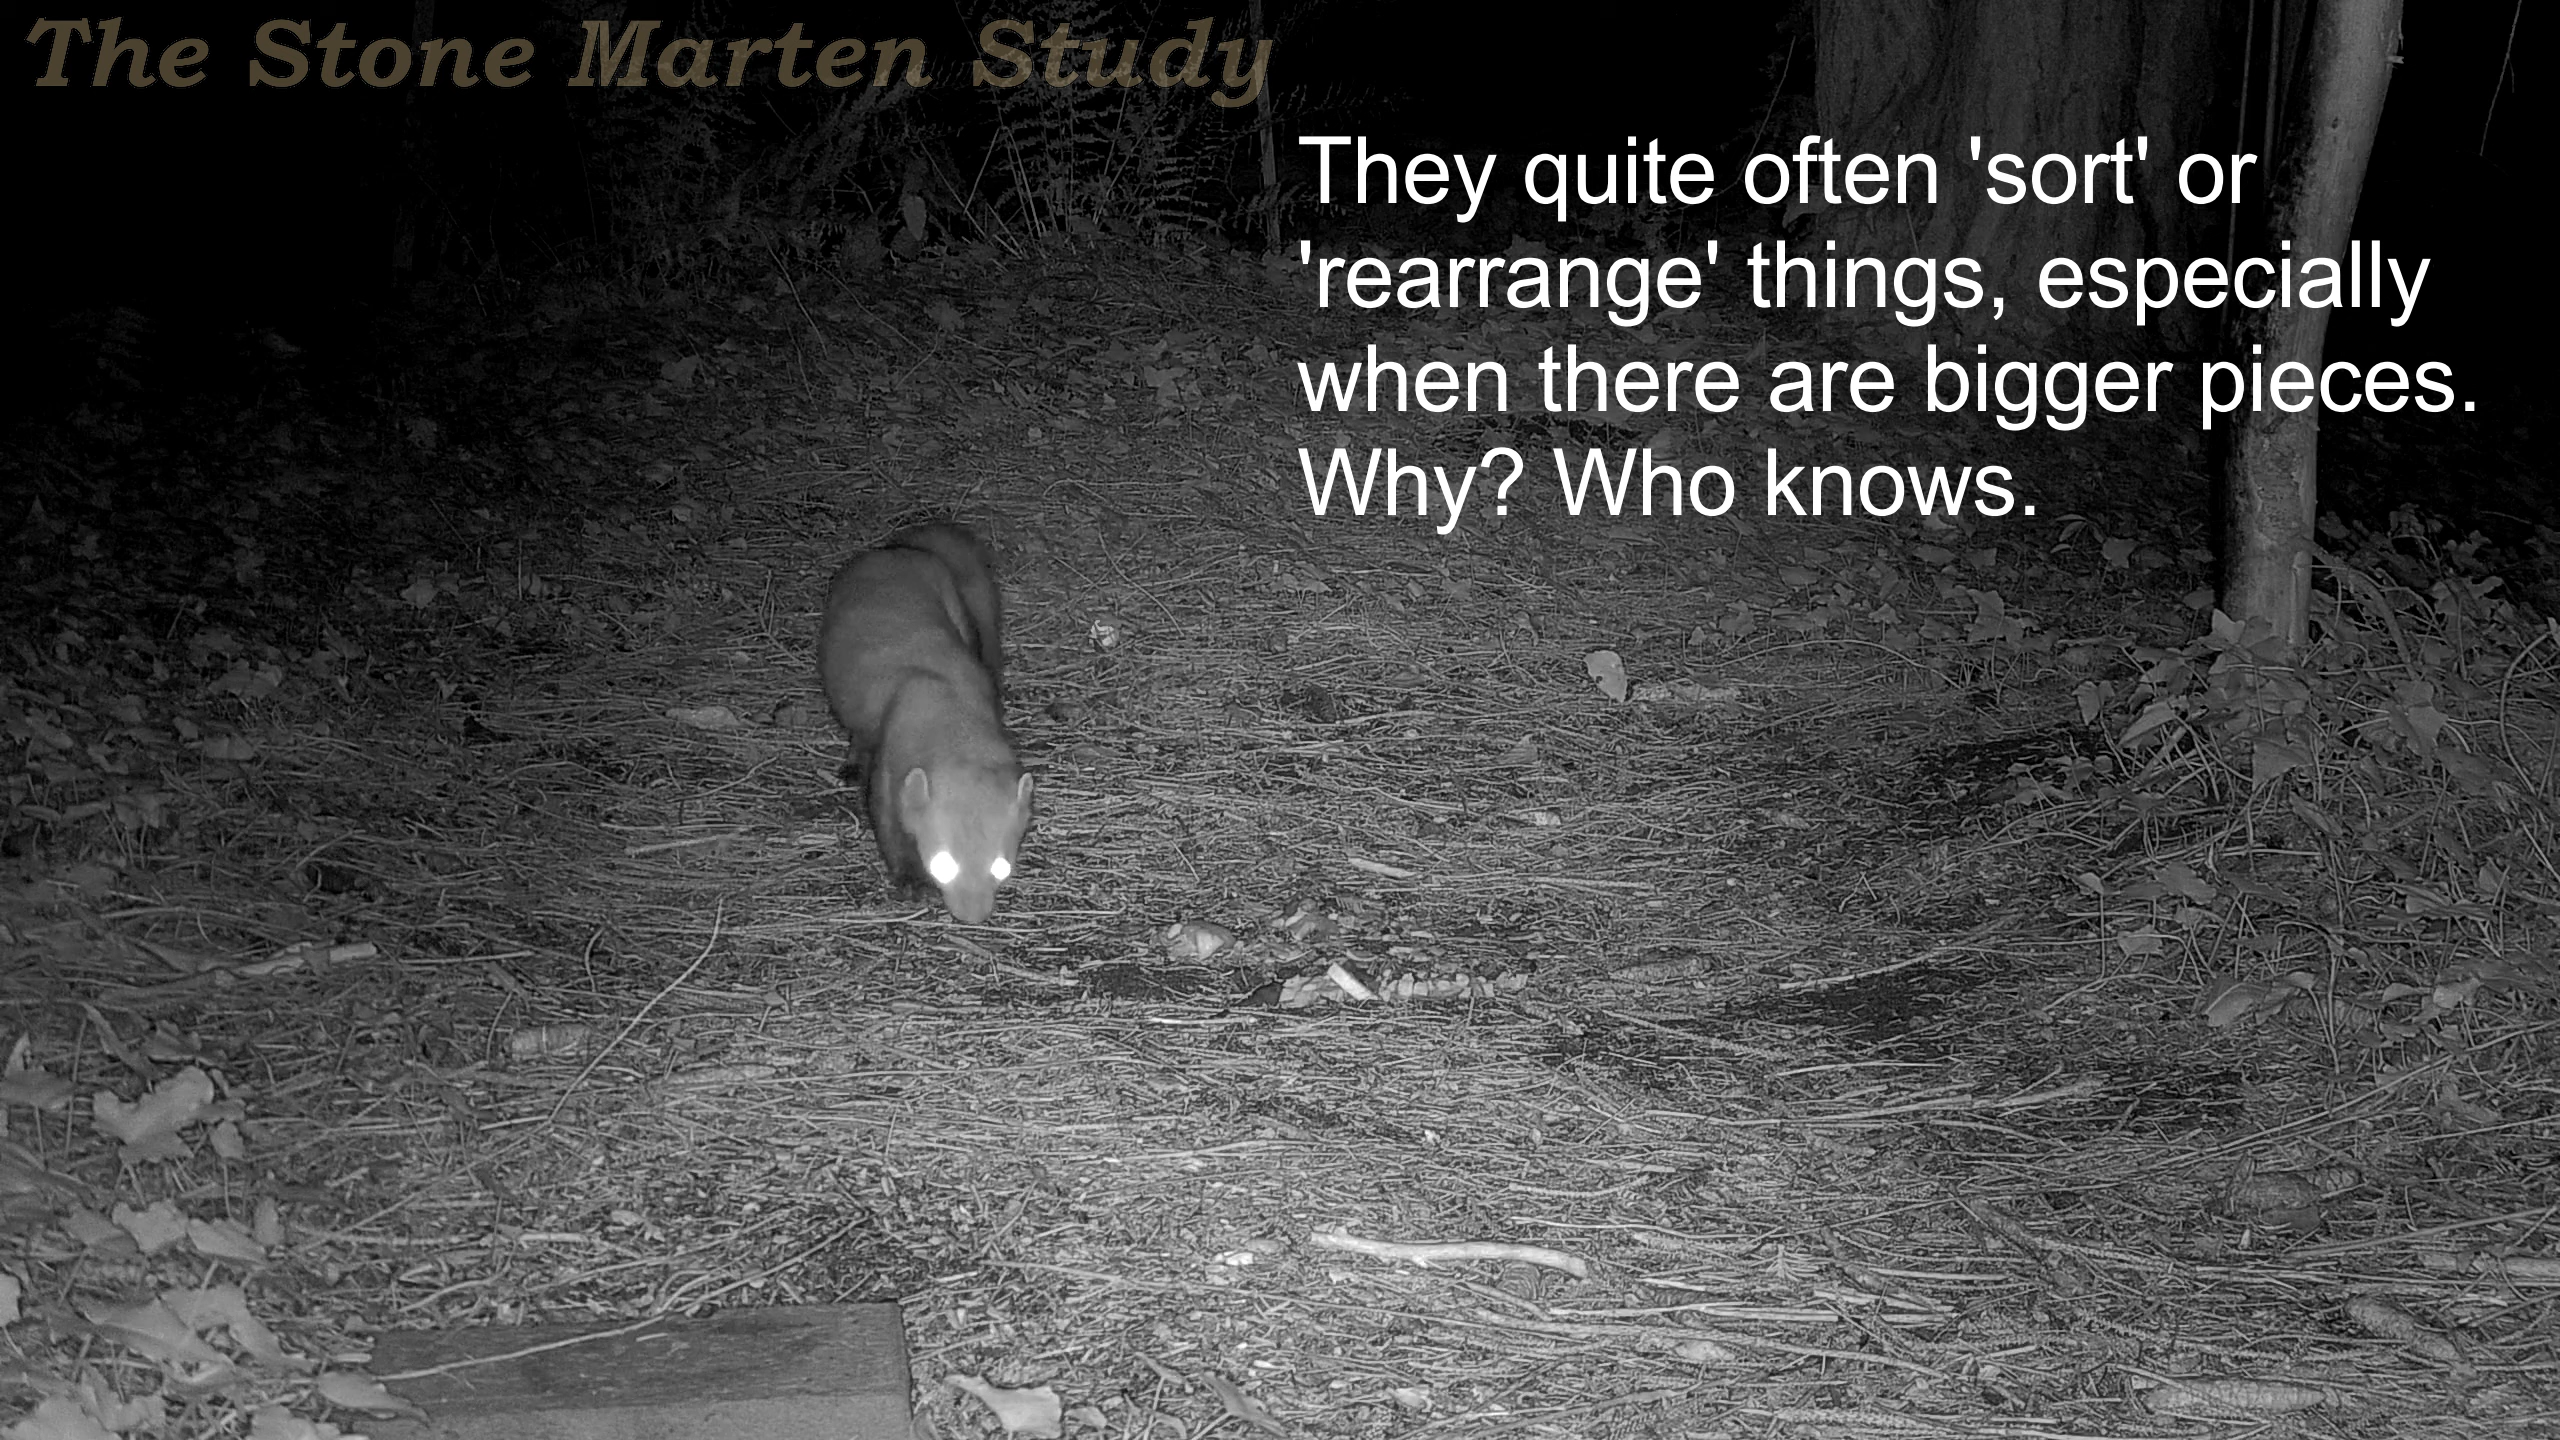 The Stone Marten Study
They quite often 'sort' or
'rearrange' things, especially
when there are bigger pieces.
Why? Who knows.